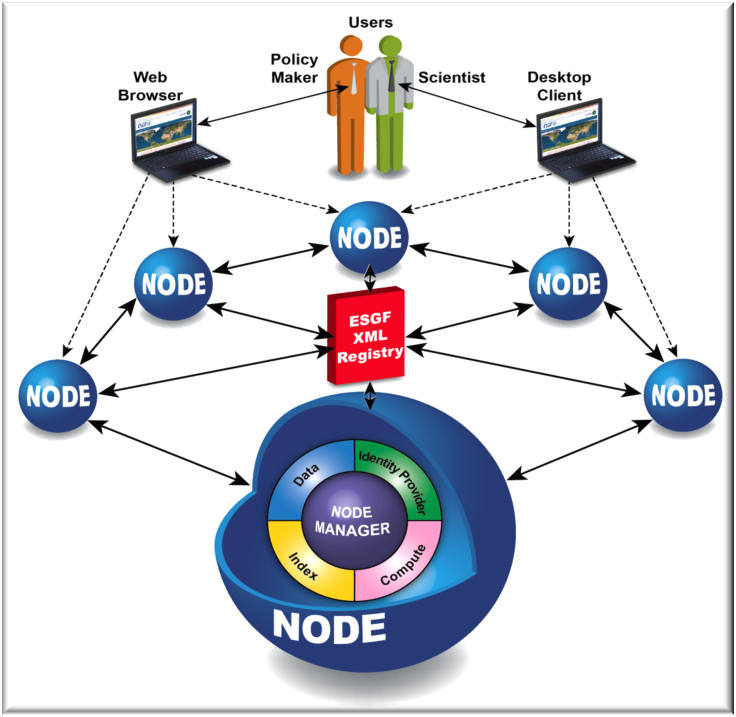 Users
Policy
Maker
Scientist
Web
Browser
Desktop
Client
NODE
NODE
NODE
ESGF
XML
Registry
NODE
NODE
Data
Identity Provider
NODE
MANAGER
Index
Compute
NODE